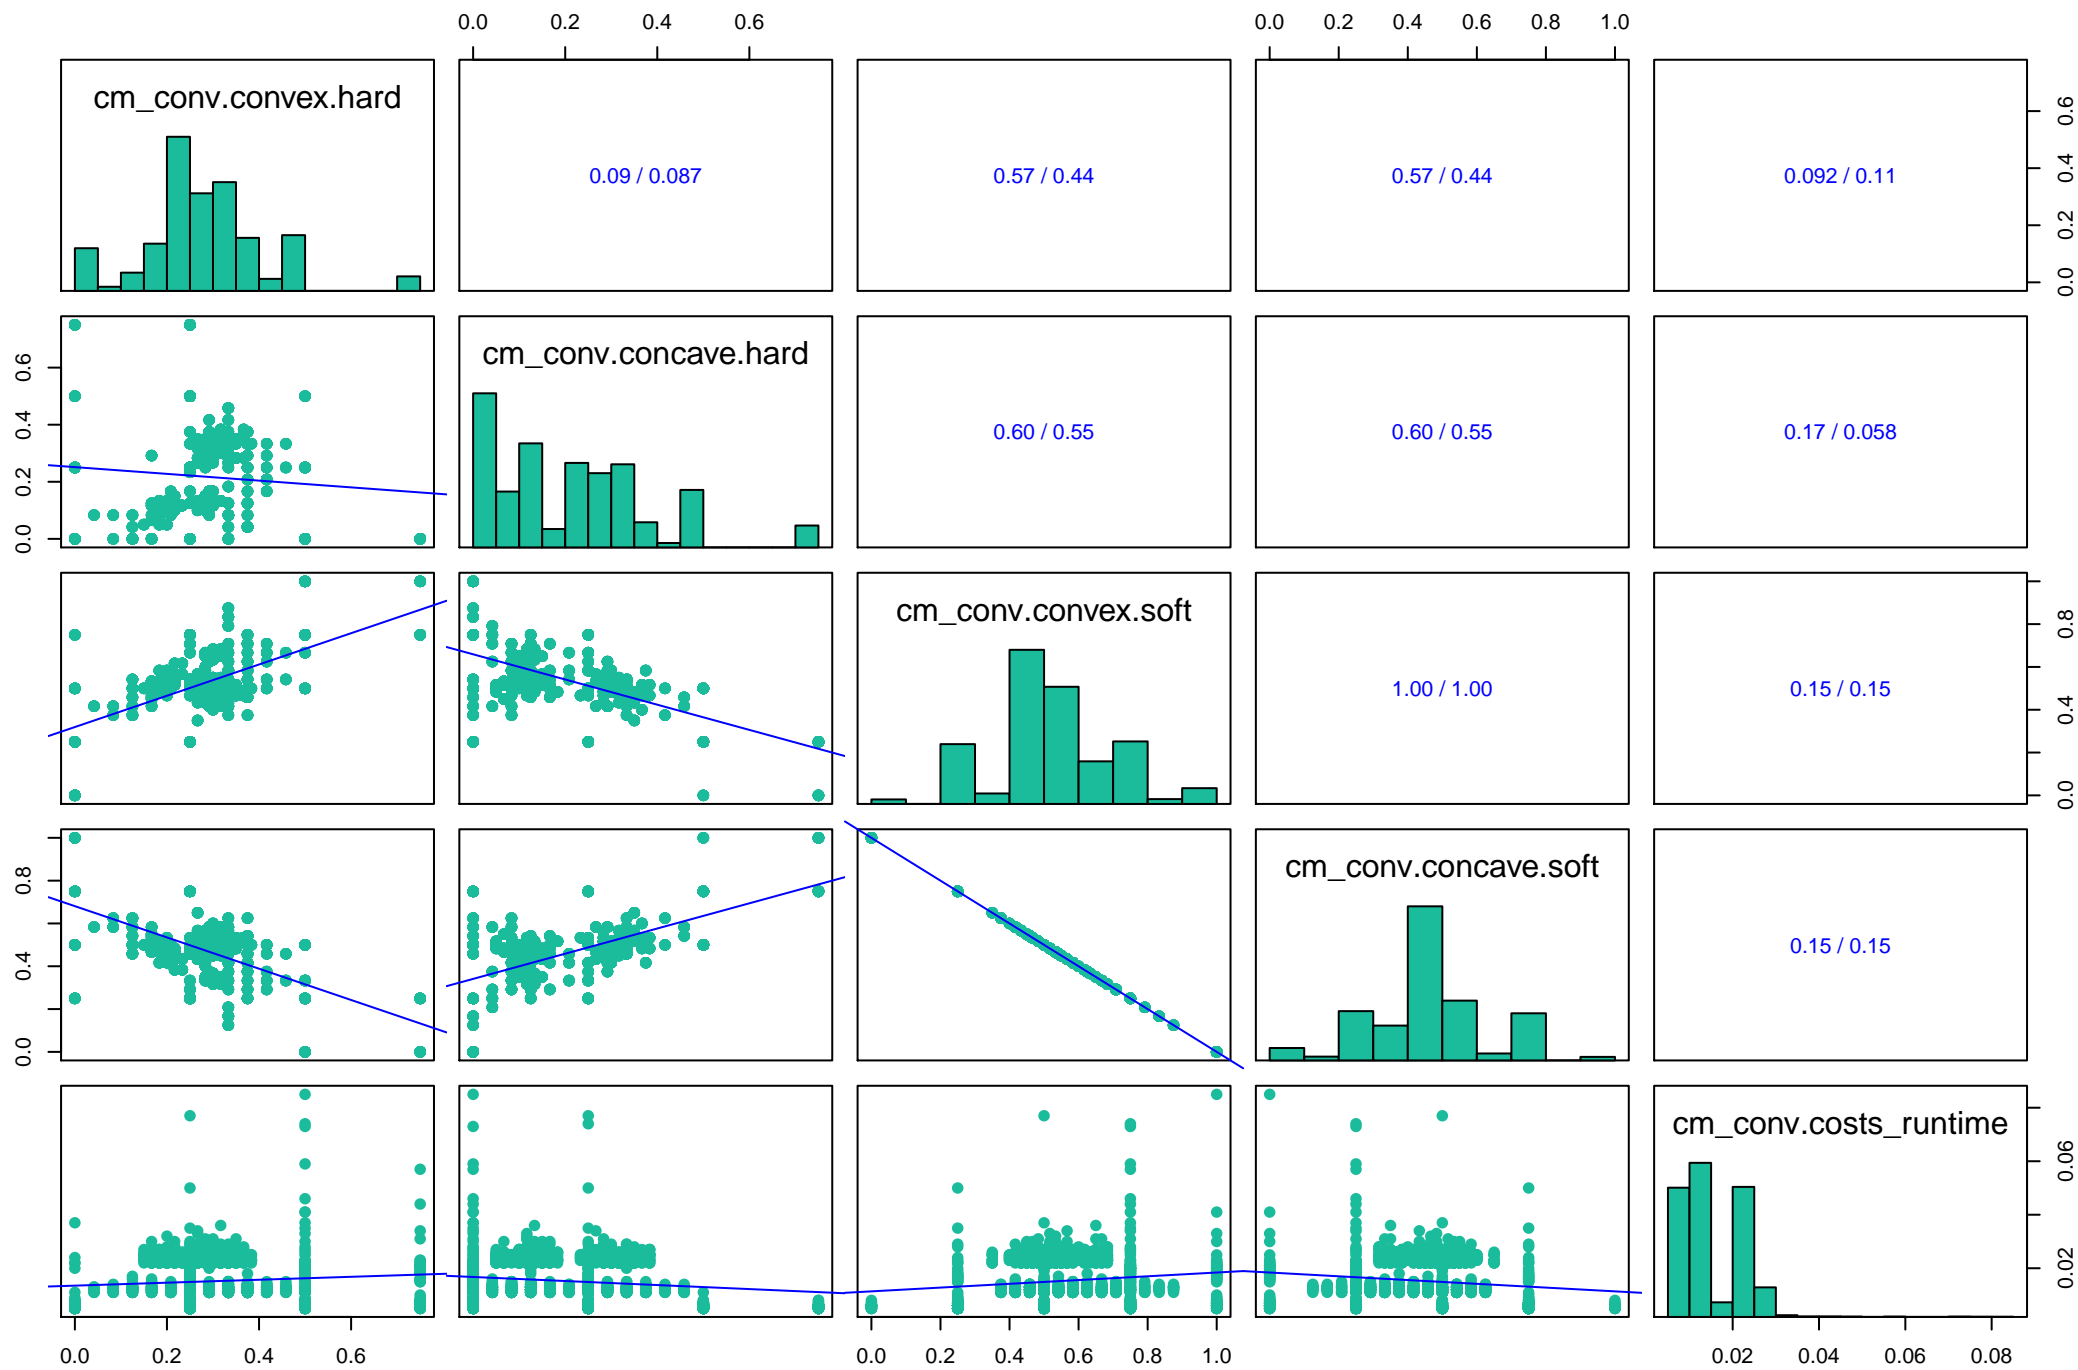 0.0 0.2 0.4 0.6
0.0 0.2 0.4 0.6 0.8 1.0
cm_conv.convex.hard
0.09 / 0.087
0.57 / 0.44
0.57 / 0.44
0.092 / 0.11
0.0 0.2 0.4 0.6
0.0 0.2 0.4 0.6
cm_conv.concave.hard
0.60 / 0.55
0.60 / 0.55
0.17 / 0.058
cm_conv.convex.soft
1.00 / 1.00
0.15 / 0.15
0.0 0.4 0.8
0.0 0.4 0.8
cm_conv.concave.soft
0.15 / 0.15
cm_conv.costs_runtime
0.02 0.06
0.0 0.2 0.4 0.6
0.0 0.2 0.4 0.6 0.8 1.0
0.02 0.04 0.06 0.08